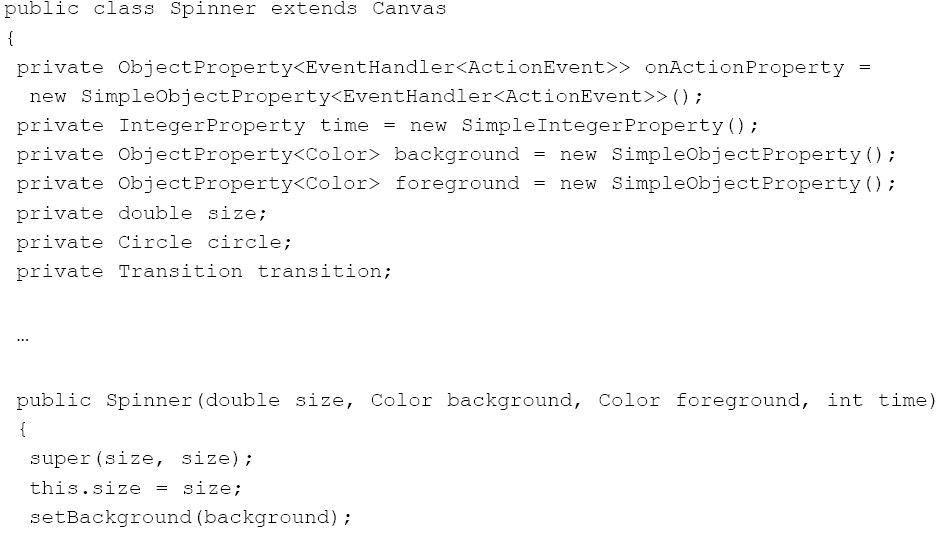 public class Spinner extends Canvas
{
private ObjectProperty<EventHandler<ActionEvent>> onActionProperty =
new SimpleObjectProperty<EventHandler<ActionEvent>>();
private IntegerProperty time = new SimpleIntegerProperty();
private ObjectProperty<Color> background = new SimpleObjectProperty();
private ObjectProperty<Color> foreground = new SimpleObjectProperty();
private double size;
private Circle circle;
private Transition transition;
…
public Spinner(double size, Color background, Color foreground, int time)
{
super(size, size);
this.size = size;
setBackground(background);